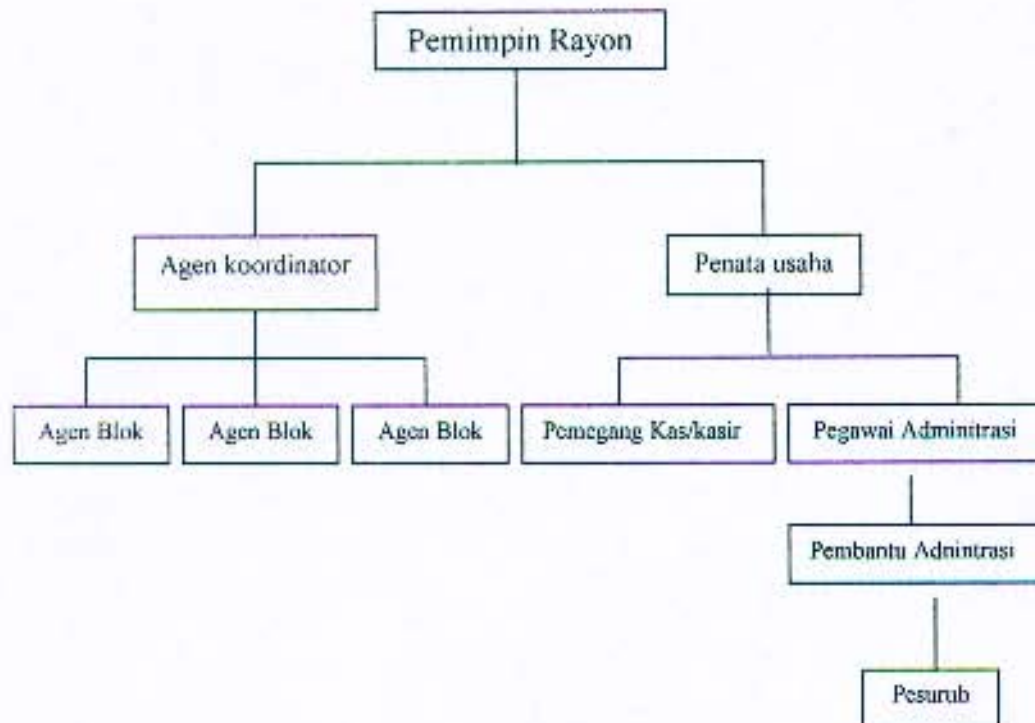 Pemimpin Rayon
Agen koordinator
Penata usaha
Agen Blok
Agen Blok
Agen Blok
Pemegang Kas/kasir
Pegawai Adminitrasi
Pembantu Adnintrasi
Pesurub